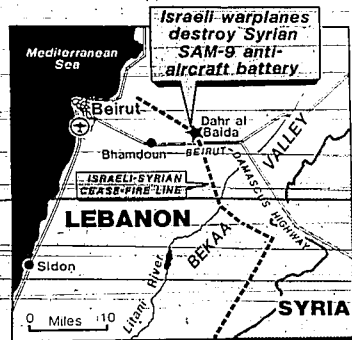 Israeli warplanes
destroy Syrian
SAM-9 anti-
aircraft battery
Mediterranean
Sea
Beirut
Dahr al
Baida
Bhamdoun
BEIRUT-DAMASCUS HIGHWAY
VALLEY
ISRAELI-SYRIAN
CEASE-FIRE LINE
LEBANON
BEKAA
Litani River
Sidon
SYRIA
0 Miles 10